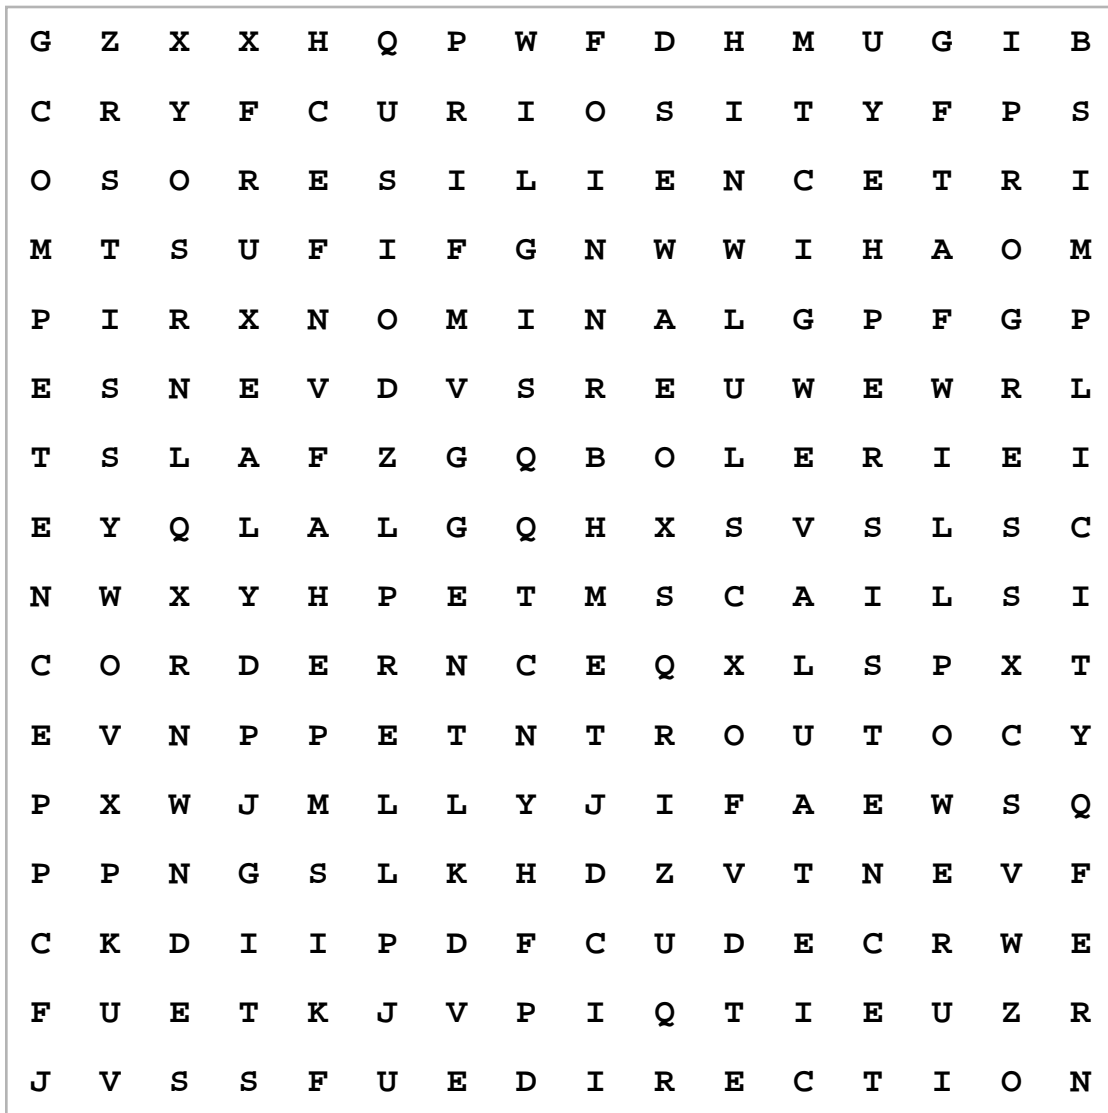 G Z X X H Q P W F D H M U G I B
C R Y F C U R I O S I T Y F P S
O S O R E S I L I E N C E T R I
M T S U F I F G N W W I H A O M
P I R X N O M I N A L G P F G P
E S N E V D V S R E U W E W R L
T S L A F Z G Q B O L E R I E I
E Y Q L A L G Q H X S V S L S C
N W X Y H P E T M S C A I L S I
C O R D E R N C E Q X L S P X T
E V N P P E T N T R O U T O C Y
P X W J M L L Y J I F A E W S Q
P P N G S L K H D Z V T N E V F
C K D I I P D F C U D E C R W E
F U E T K J V P I Q T I E U Z R
J V S S F U E D I R E C T I O N